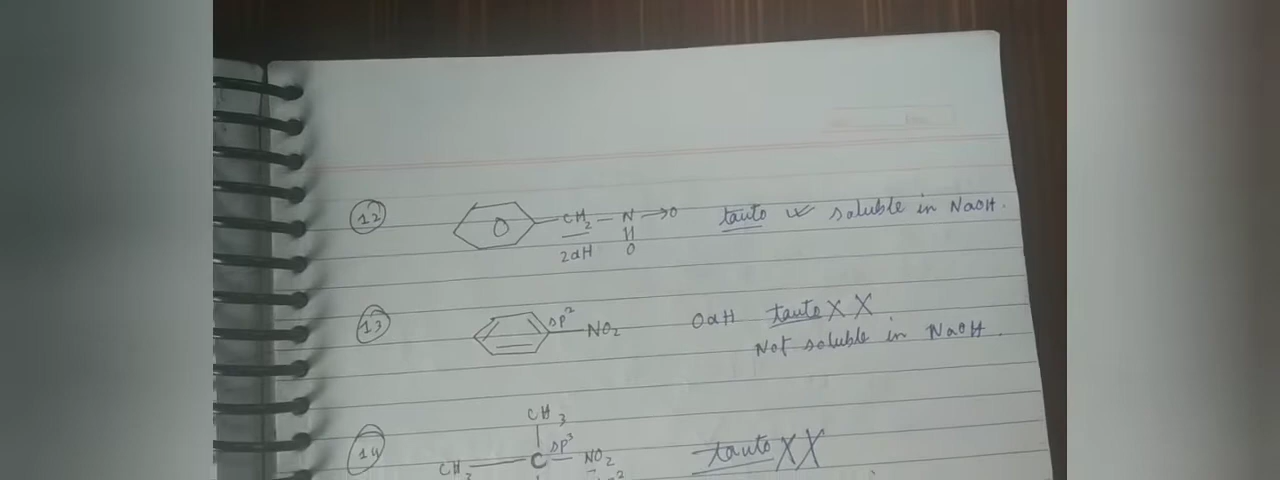 12 CH2 — N → O tauto ✓ soluble in NaOH.
2αH O
13 sp² NO2 0αH tauto X X
Not soluble in NaOH.
CH3
14 CH3 — C sp³ — NO2 tauto X X